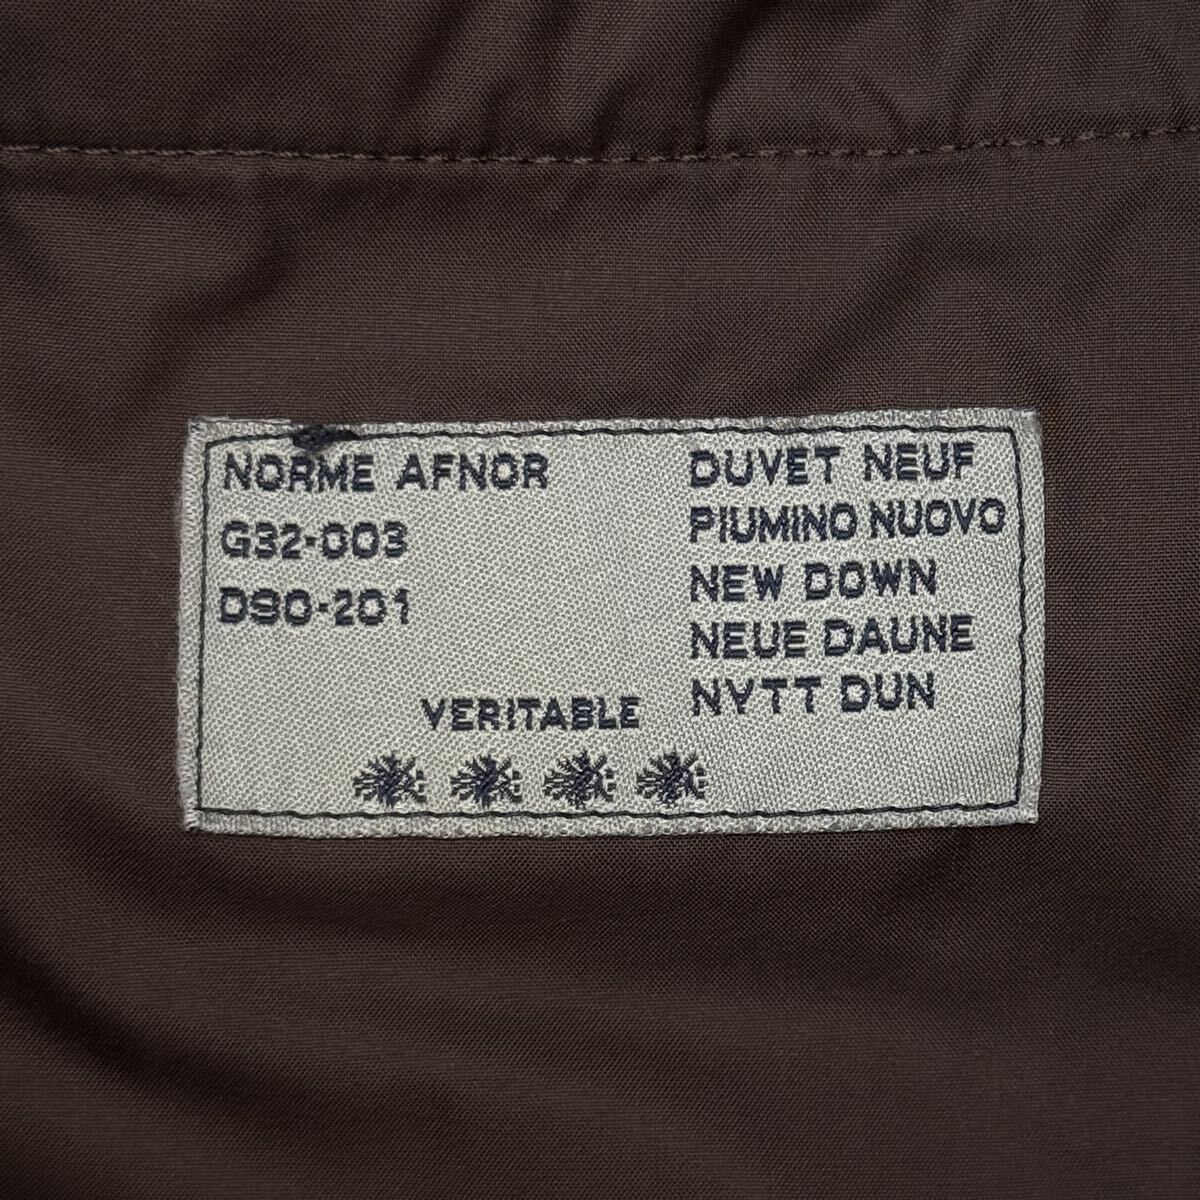 NORME AFNOR
G32-003
D90-201
VERITABLE
DUVET NEUF
PIUMINO NUOVO
NEW DOWN
NEUE DAUNE
NYTT DUN